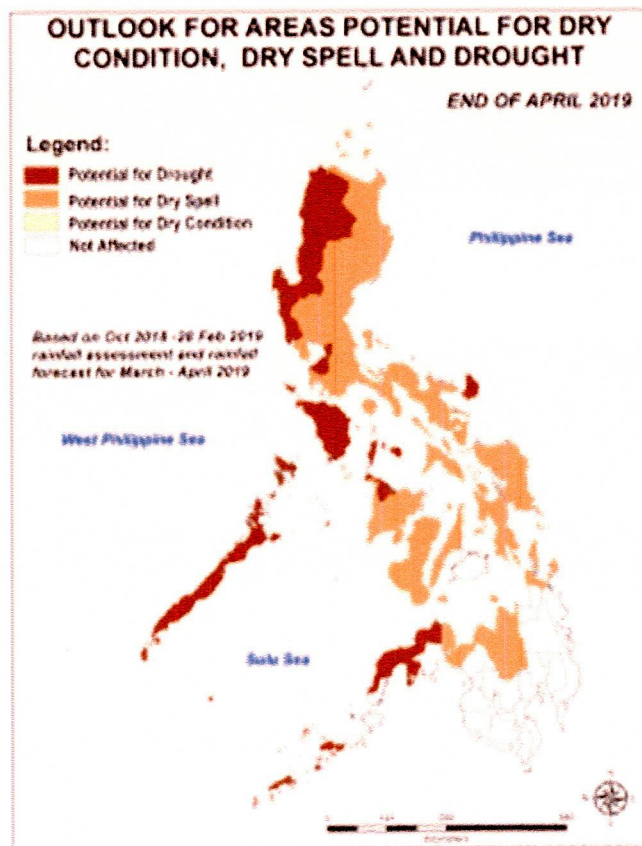 OUTLOOK FOR AREAS POTENTIAL FOR DRY
CONDITION, DRY SPELL AND DROUGHT
END OF APRIL 2019
Legend:
Potential for Drought
Potential for Dry Spell
Potential for Dry Condition
Not Affected
Philippine Sea
Based on Oct 2018 -28 Feb 2019
rainfall assessment and rainfall
forecast for March - April 2019
West Philippine Sea
Sulu Sea